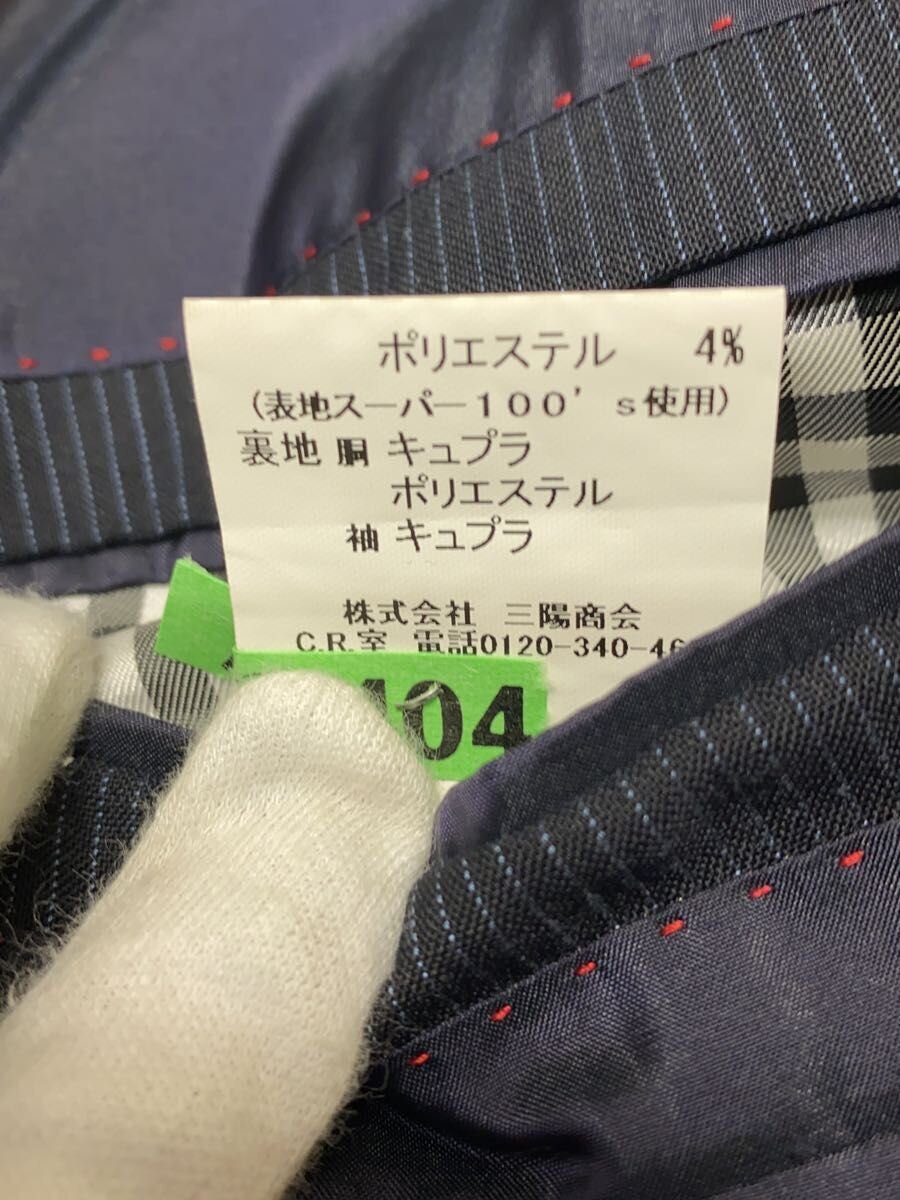 ポリエステル 4%
(表地スーパー100's使用)
裏地 胴 キュプラ
ポリエステル
袖 キュプラ
株式会社 三陽商会
C.R.室 電話0120-340-46
404